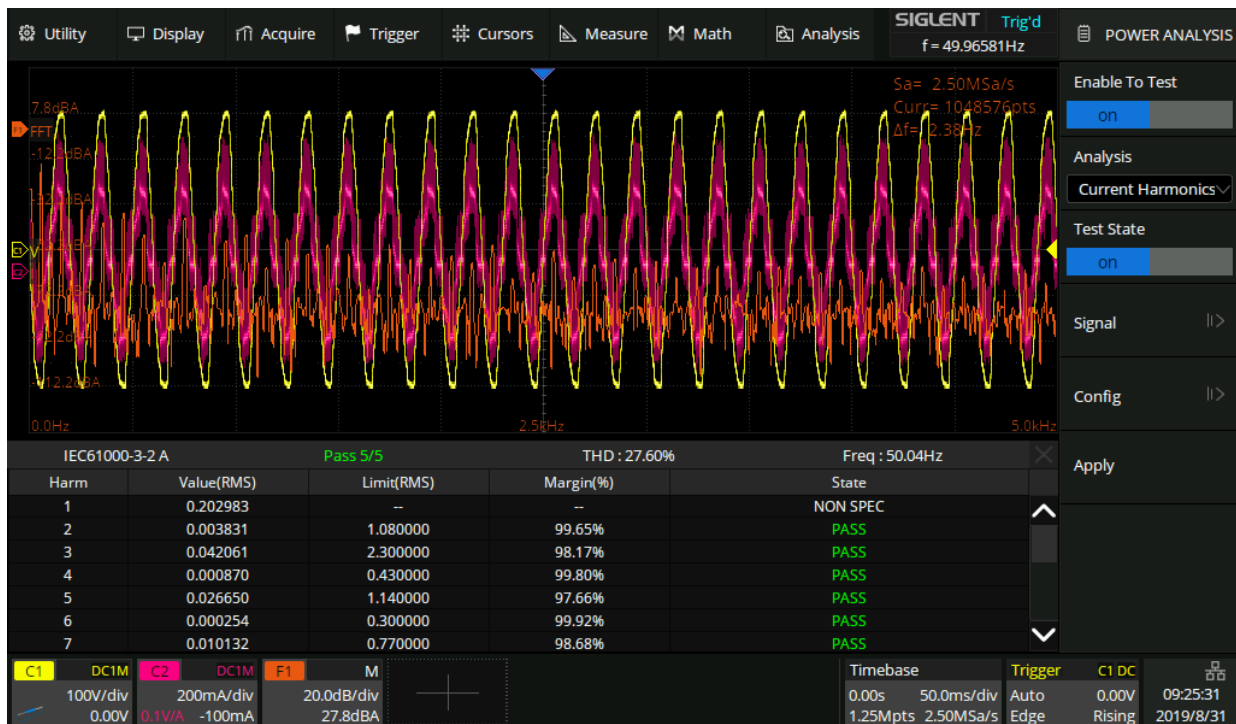 Utility Display Acquire Trigger Cursors Measure Math Analysis SIGLENT Trig'd POWER ANALYSIS
f = 49.96581Hz
Enable To Test
on
Analysis
Current Harmonics
Test State
on
Signal
Config
Apply
Sa= 2.50MSa/s
Curr= 1048576pts
Δf= 2.38Hz
7.8dBA
F1 FFT
-12.2dBA
C1
C2
0.0Hz 2.5kHz 5.0kHz
IEC61000-3-2 A Pass 5/5 THD : 27.60% Freq : 50.04Hz
Harm Value(RMS) Limit(RMS) Margin(%) State
1 0.202983 -- -- NON SPEC
2 0.003831 1.080000 99.65% PASS
3 0.042061 2.300000 98.17% PASS
4 0.000870 0.430000 99.80% PASS
5 0.026650 1.140000 97.66% PASS
6 0.000254 0.300000 99.92% PASS
7 0.010132 0.770000 98.68% PASS
C1 DC1M C2 DC1M F1 M Timebase Trigger C1 DC
100V/div 200mA/div 20.0dB/div 0.00s 50.0ms/div Auto 0.00V 09:25:31
0.00V 0.1V/A -100mA 27.8dBA 1.25Mpts 2.50MSa/s Edge Rising 2019/8/31